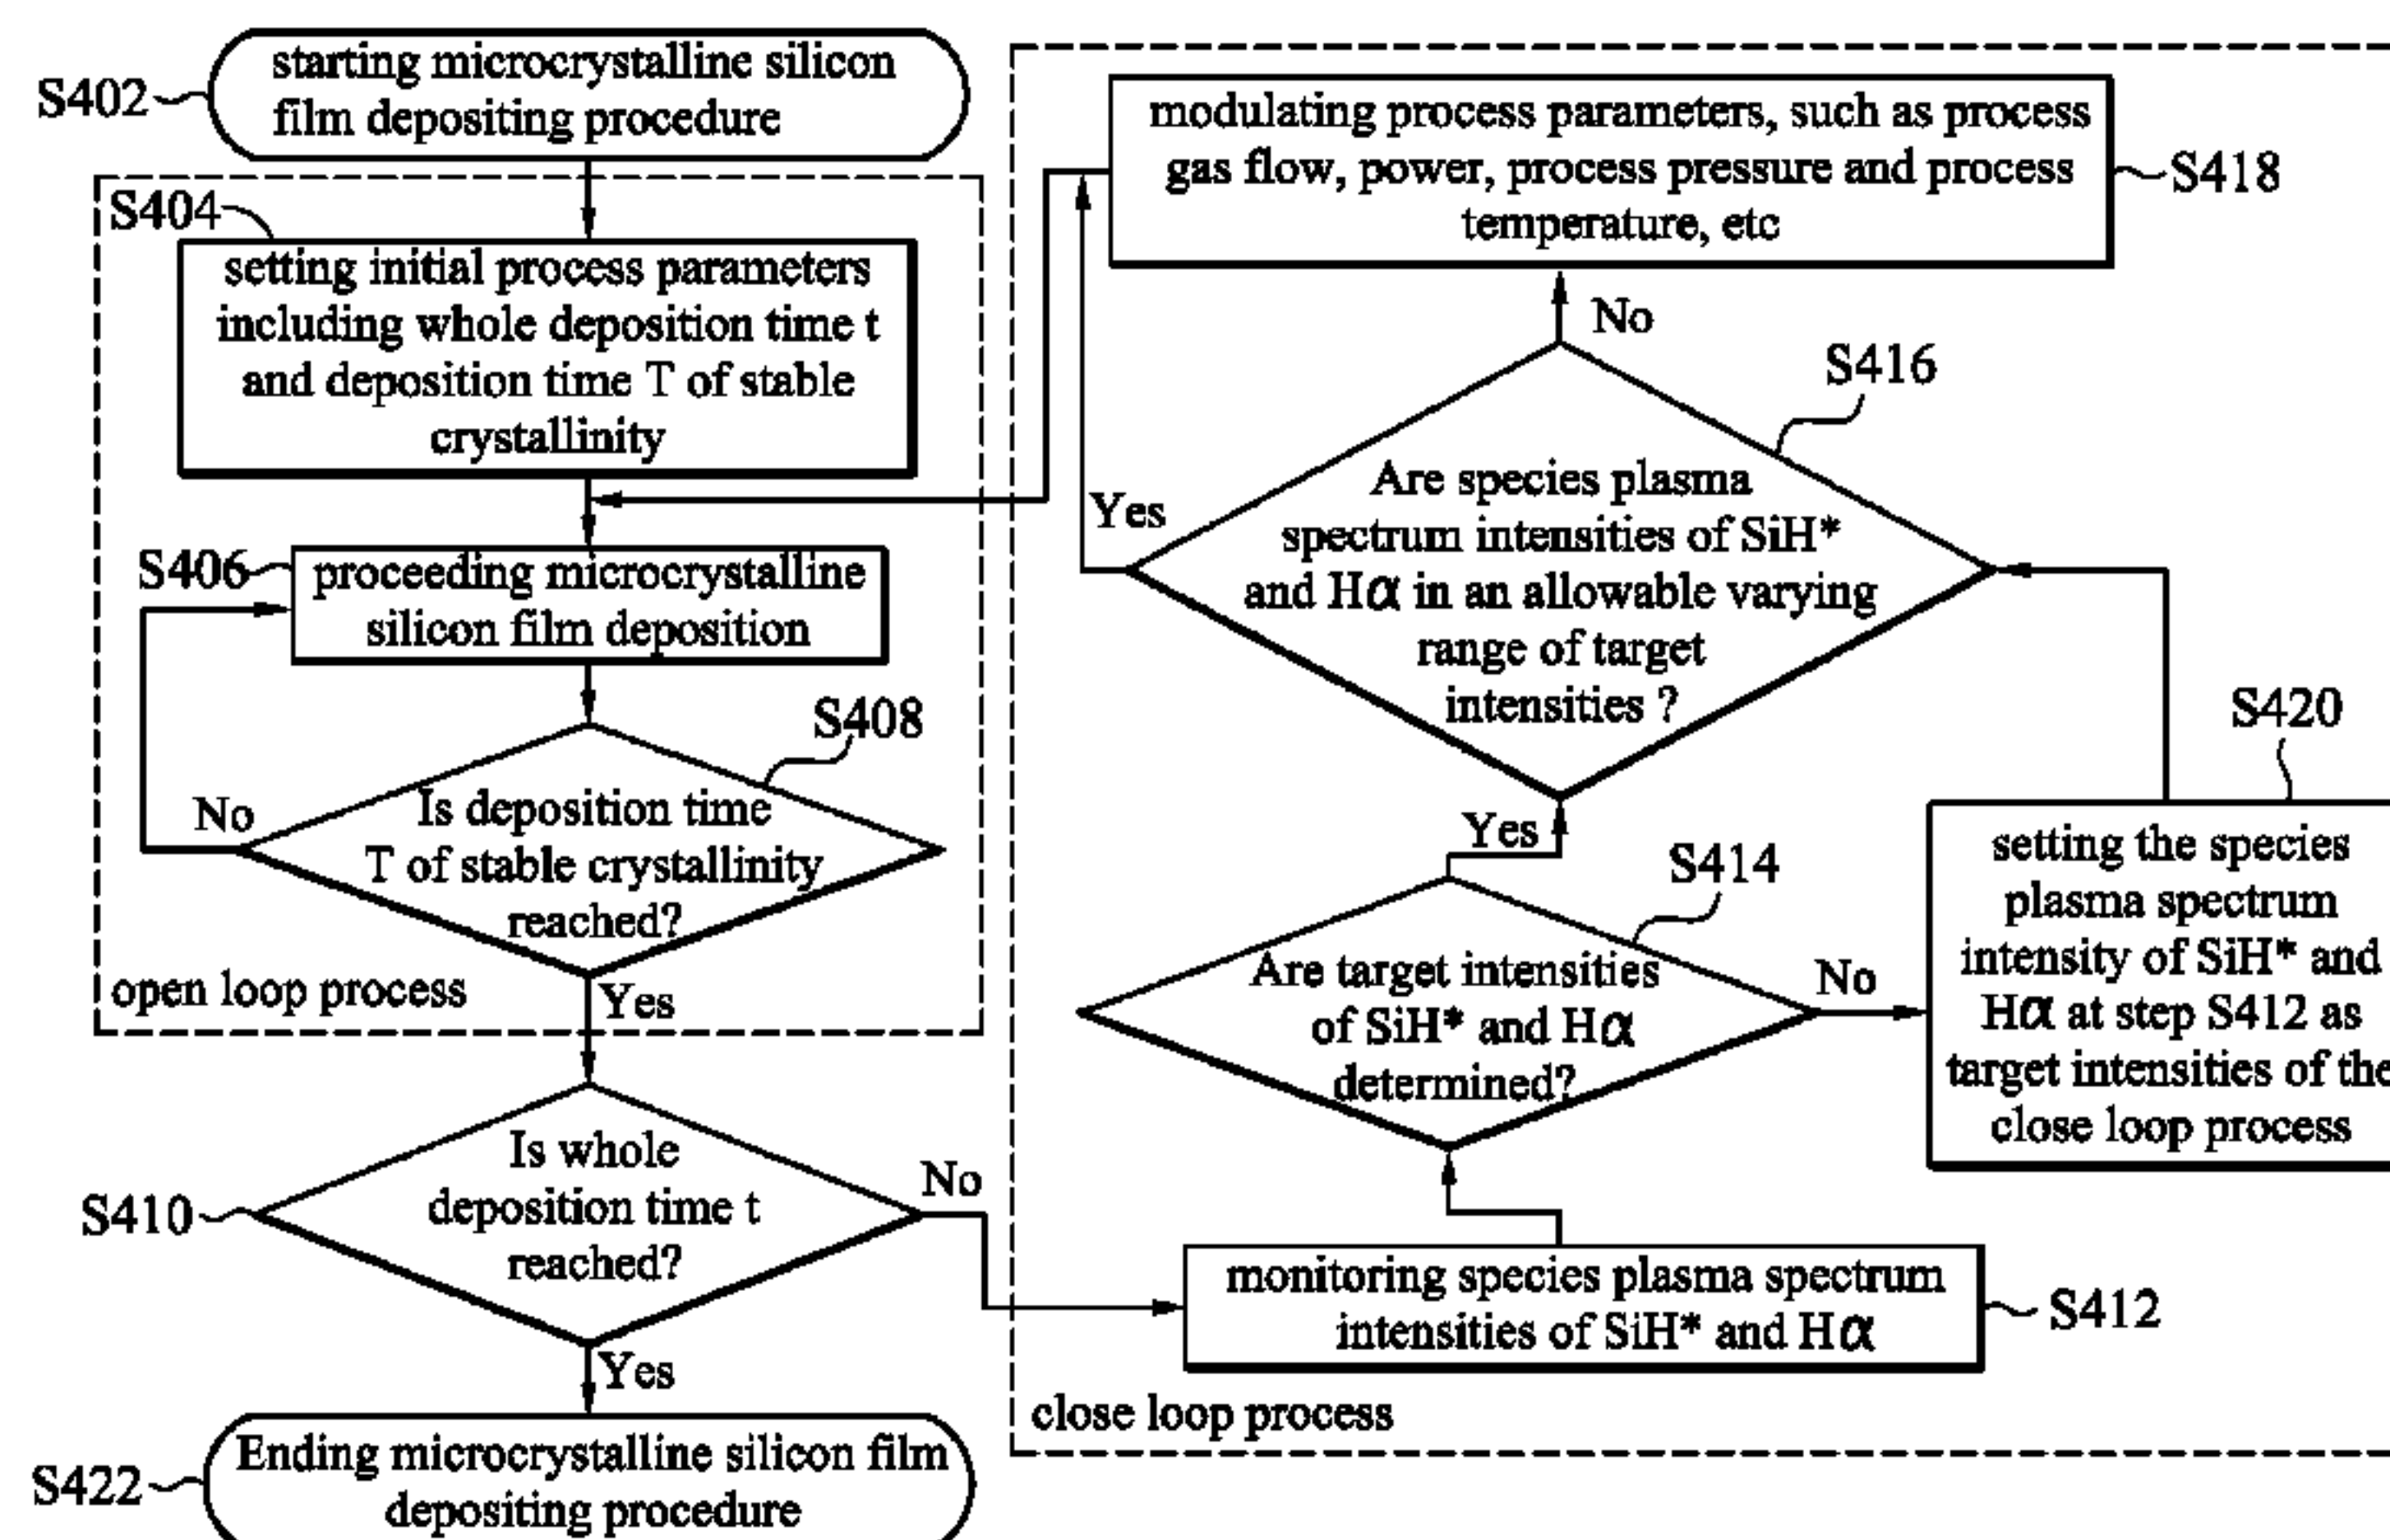 S402
starting microcrystalline silicon
film depositing procedure
S404
setting initial process parameters
including whole deposition time t
and deposition time T of stable
crystallinity
S406
proceeding microcrystalline
silicon film deposition
S408
No
Is deposition time
T of stable crystallinity
reached?
open loop process
Yes
S410
Is whole
deposition time t
reached?
No
Yes
S422
Ending microcrystalline silicon film
depositing procedure
modulating process parameters, such as process
gas flow, power, process pressure and process
temperature, etc
S418
No
S416
Yes
Are species plasma
spectrum intensities of SiH*
and Hα in an allowable varying
range of target
intensities ?
S420
setting the species
plasma spectrum
intensity of SiH* and
Hα at step S412 as
target intensities of the
close loop process
Yes
S414
Are target intensities
of SiH* and Hα
determined?
No
monitoring species plasma spectrum
intensities of SiH* and Hα
S412
close loop process